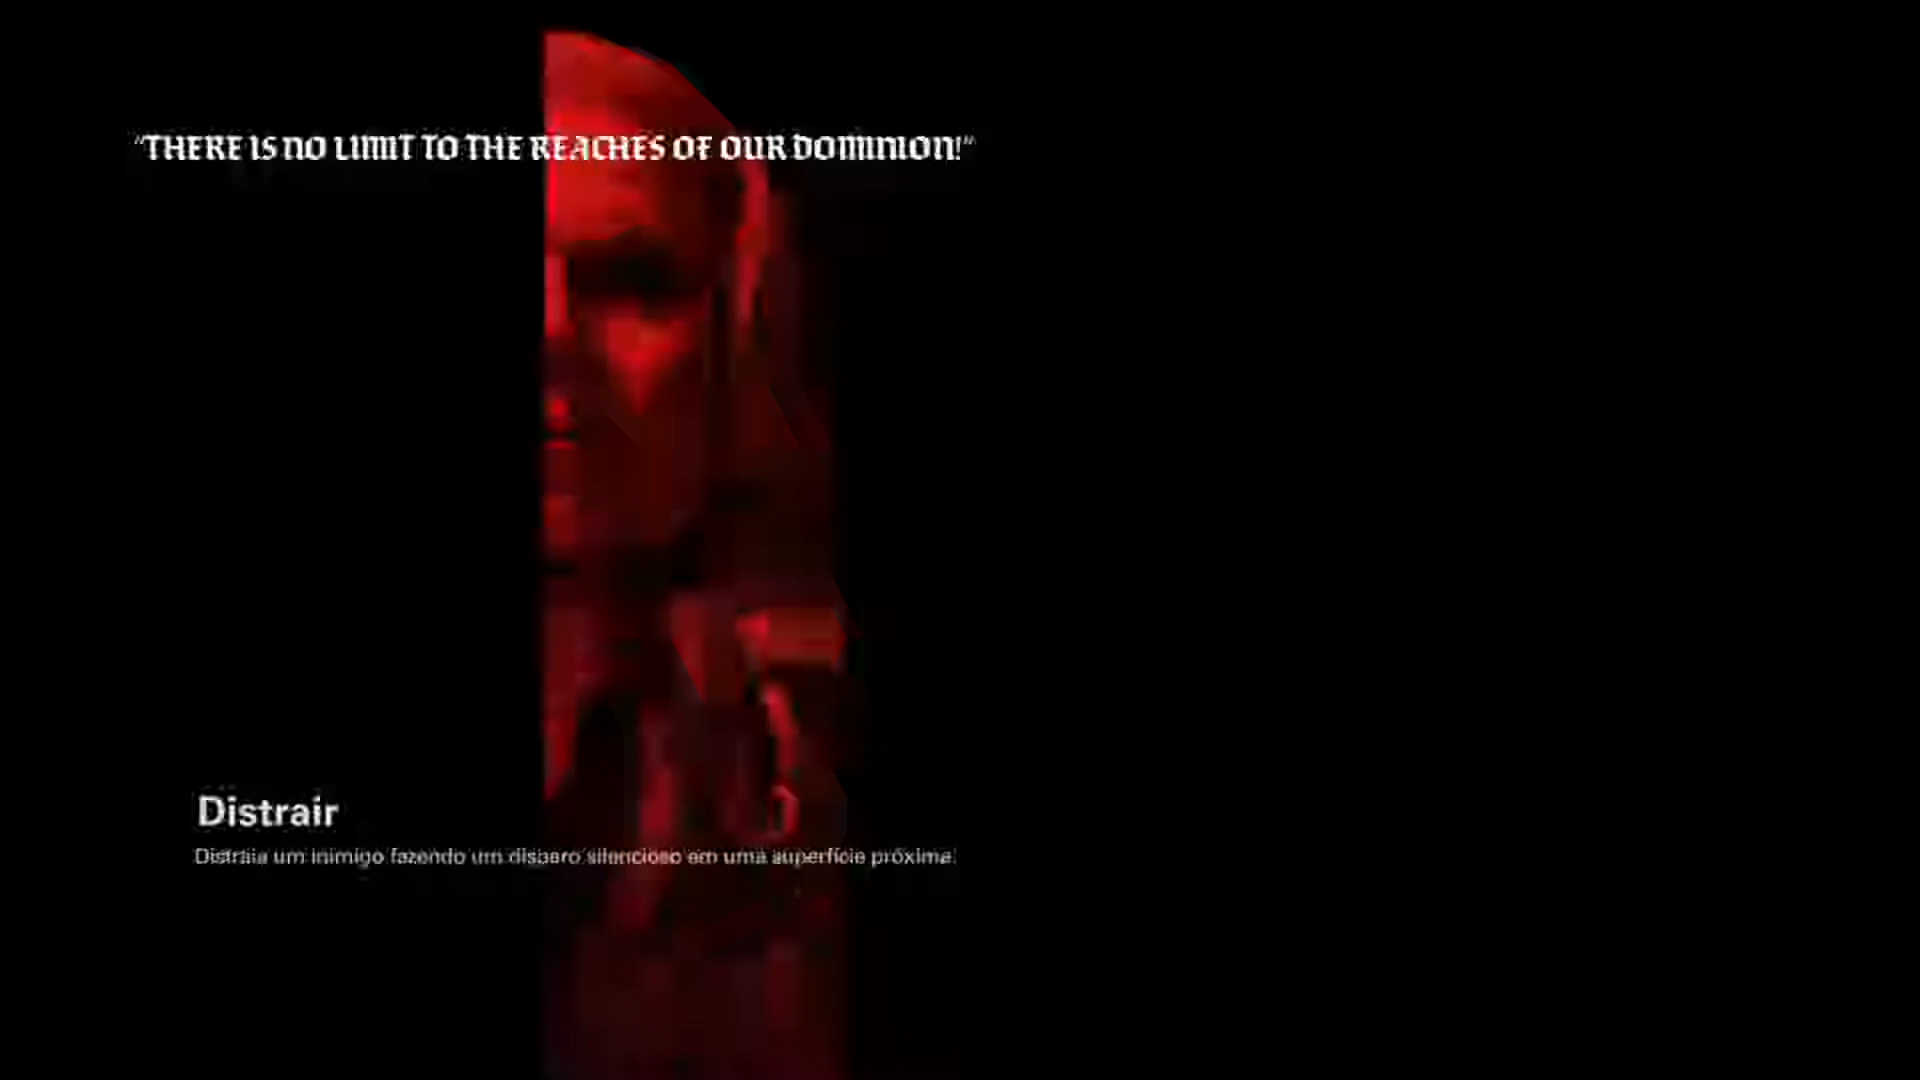 “THERE IS NO LIMIT TO THE REACHES OF OUR DOMINION!”
Distrair
Distraia um inimigo fazendo um disparo silencioso em uma superfície próxima.